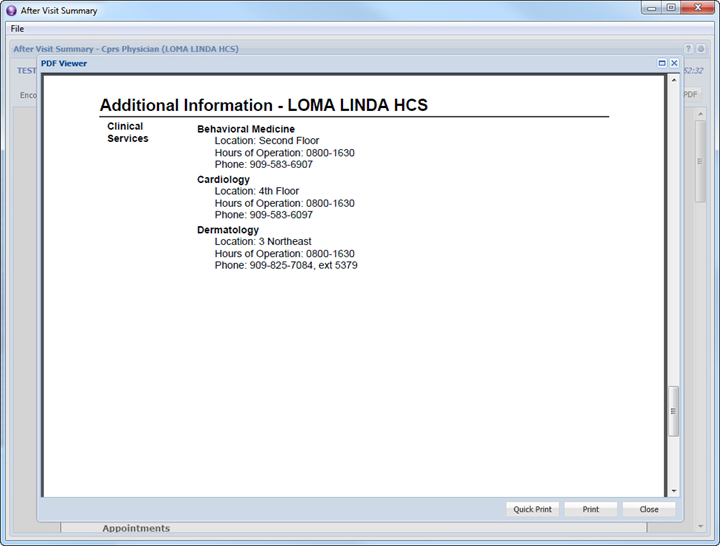 After Visit Summary
File
After Visit Summary - Cprs Physician (LOMA LINDA HCS)
TEST
52:32
PDF Viewer
Enco
PDF
Additional Information - LOMA LINDA HCS
Clinical
Services
Behavioral Medicine
Location: Second Floor
Hours of Operation: 0800-1630
Phone: 909-583-6907
Cardiology
Location: 4th Floor
Hours of Operation: 0800-1630
Phone: 909-583-6097
Dermatology
Location: 3 Northeast
Hours of Operation: 0800-1630
Phone: 909-825-7084, ext 5379
Quick Print Print Close
Appointments